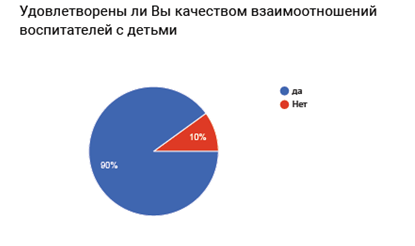 Удовлетворены ли Вы качеством взаимоотношений
воспитателей с детьми
да
Нет
10%
90%